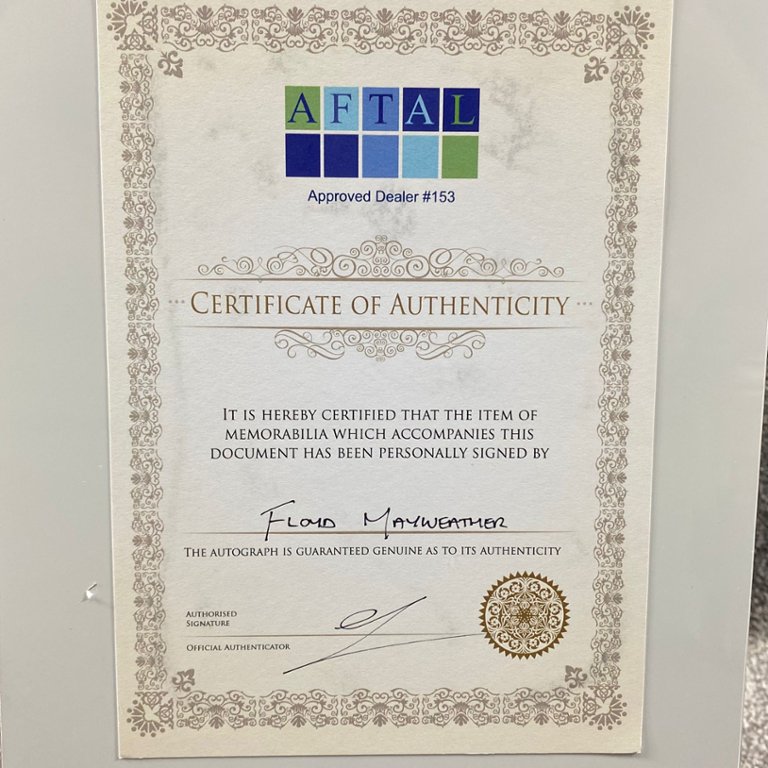 AFTAL
Approved Dealer #153
CERTIFICATE OF AUTHENTICITY
IT IS HEREBY CERTIFIED THAT THE ITEM OF
MEMORABILIA WHICH ACCOMPANIES THIS
DOCUMENT HAS BEEN PERSONALLY SIGNED BY
FLOYD MAYWEATHER
THE AUTOGRAPH IS GUARANTEED GENUINE AS TO ITS AUTHENTICITY
AUTHORISED
SIGNATURE
OFFICIAL AUTHENTICATOR